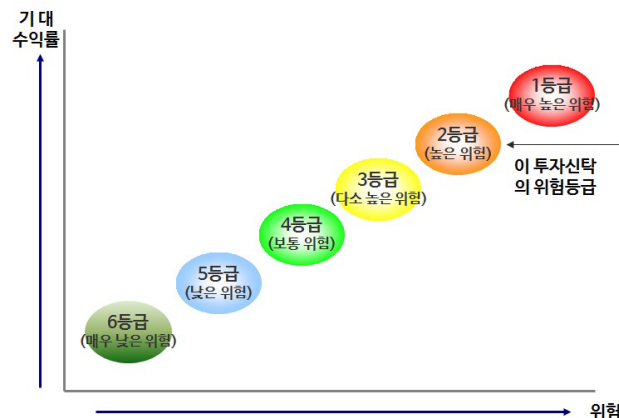 기 대
수익률
1등급
(매우 높은 위험)
2등급
(높은 위험)
이 투자신탁
의 위험등급
3등급
(다소 높은 위험)
4등급
(보통 위험)
5등급
(낮은 위험)
6등급
(매우 낮은 위험)
위험